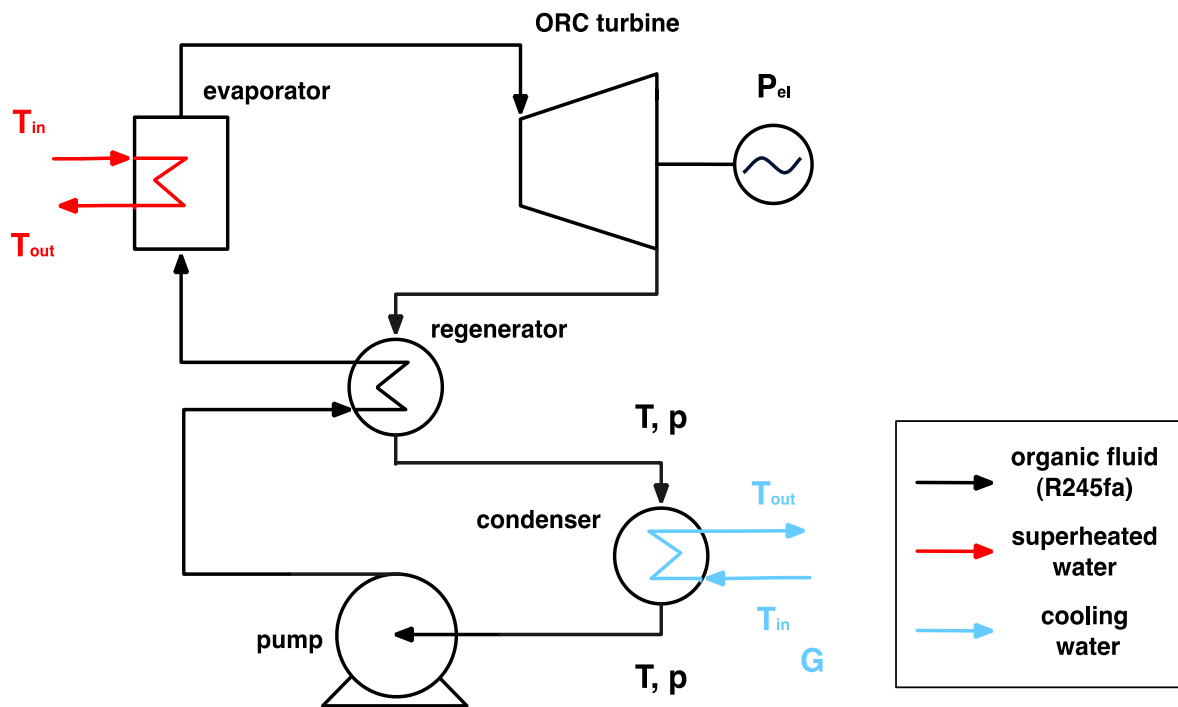 ORC turbine
evaporator
Pel
Tin
Tout
regenerator
T, p
organic fluid
(R245fa)
Tout
condenser
superheated
water
Tin
cooling
water
pump
G
T, p